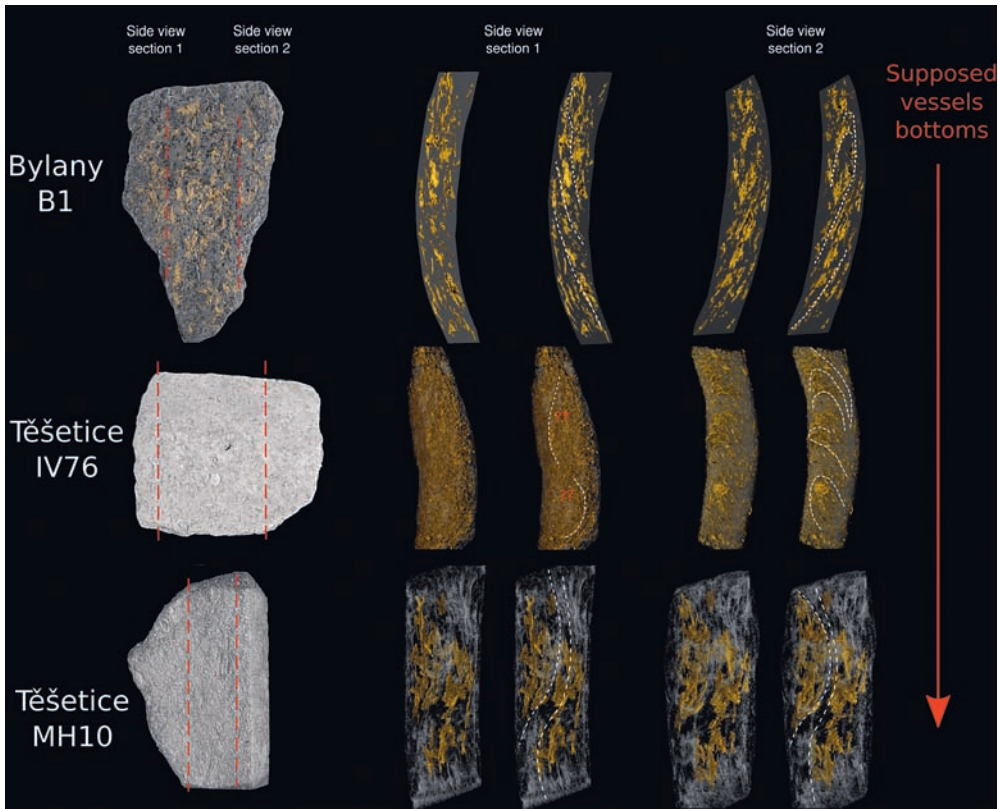 Side view
section 1
Side view
section 2
Side view
section 1
Side view
section 2
Supposed
vessels
bottoms
Bylany
B1
Těšetice
IV76
??
??
Těšetice
MH10